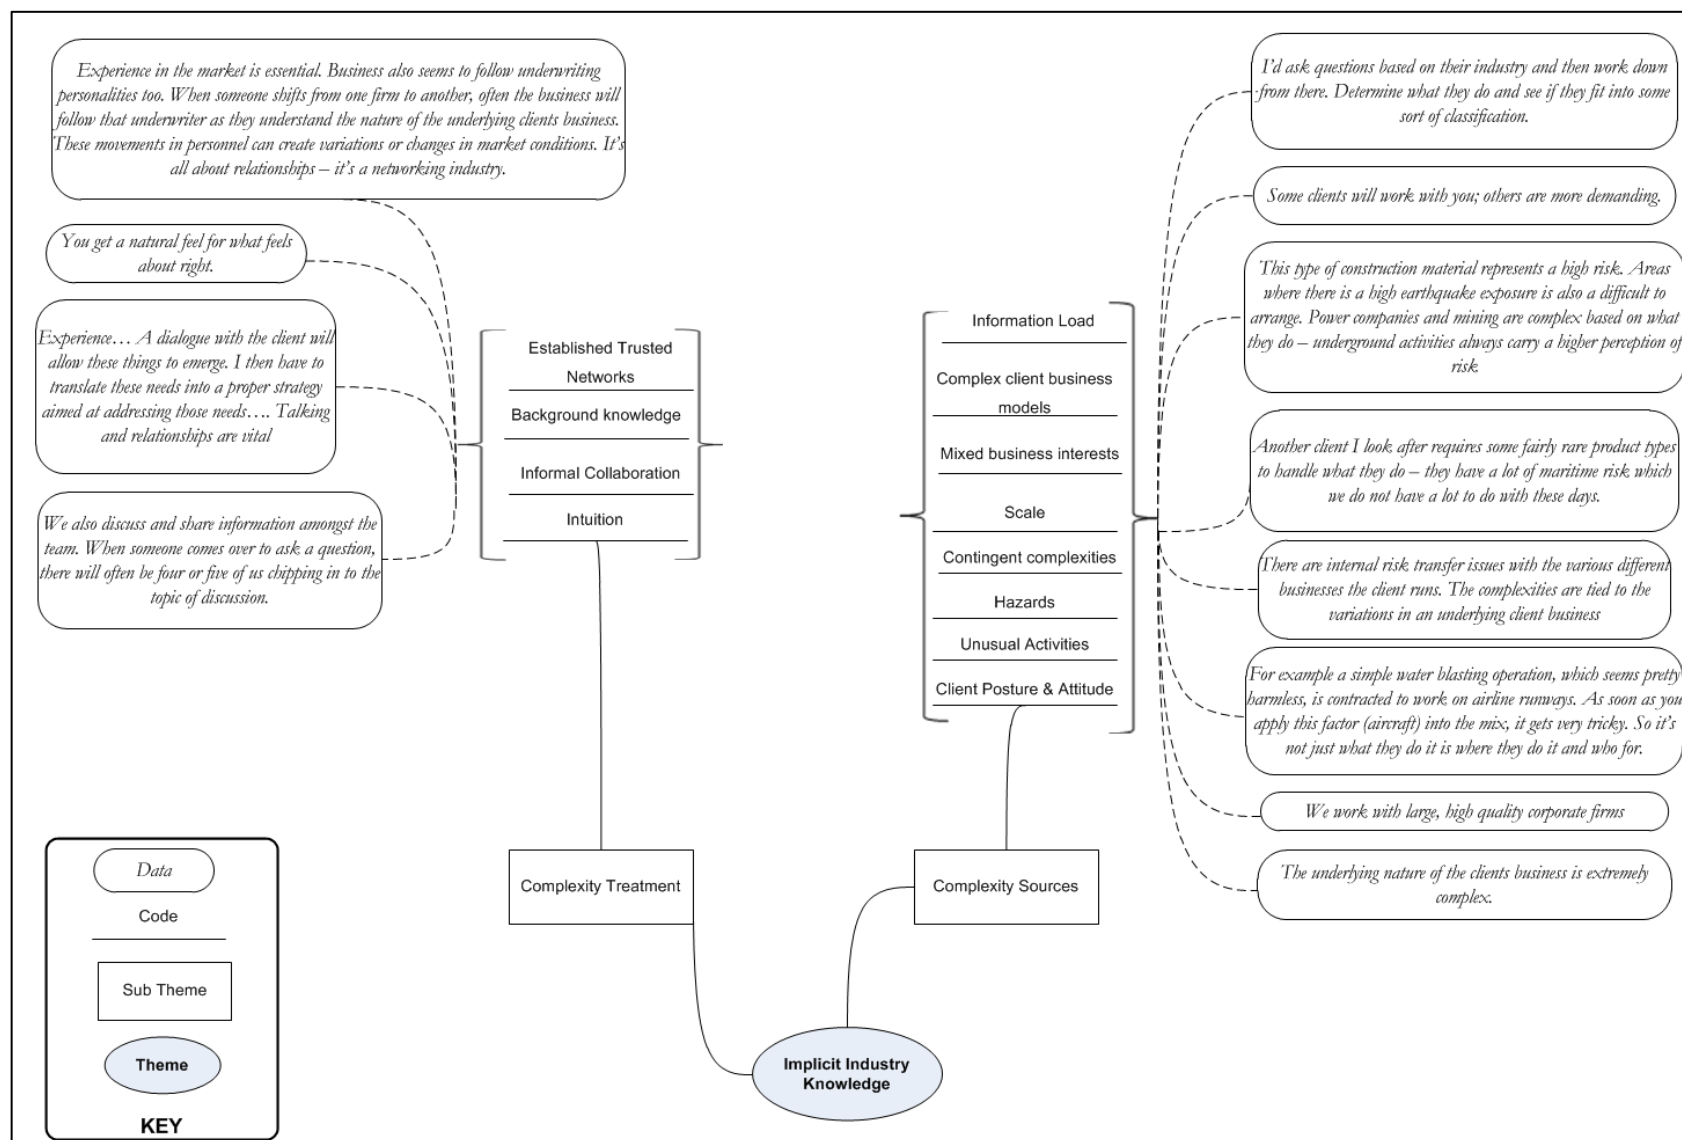 Experience in the market is essential. Business also seems to follow underwriting
personalities too. When someone shifts from one firm to another, often the business will
follow that underwriter as they understand the nature of the underlying clients business.
These movements in personnel can create variations or changes in market conditions. It's
all about relationships – it's a networking industry.
You get a natural feel for what feels
about right.
Experience… A dialogue with the client will
allow these things to emerge. I then have to
translate these needs into a proper strategy
aimed at addressing those needs…. Talking
and relationships are vital
We also discuss and share information amongst the
team. When someone comes over to ask a question,
there will often be four or five of us chipping in to the
topic of discussion.
Established Trusted
Networks
Background knowledge
Informal Collaboration
Intuition
Information Load
Complex client business
models
Mixed business interests
Scale
Contingent complexities
Hazards
Unusual Activities
Client Posture & Attitude
I'd ask questions based on their industry and then work down
from there. Determine what they do and see if they fit into some
sort of classification.
Some clients will work with you; others are more demanding.
This type of construction material represents a high risk. Areas
where there is a high earthquake exposure is also a difficult to
arrange. Power companies and mining are complex based on what
they do – underground activities always carry a higher perception of
risk.
Another client I look after requires some fairly rare product types
to handle what they do – they have a lot of maritime risk which
we do not have a lot to do with these days.
There are internal risk transfer issues with the various different
businesses the client runs. The complexities are tied to the
variations in an underlying client business
For example a simple water blasting operation, which seems pretty
harmless, is contracted to work on airline runways. As soon as you
apply this factor (aircraft) into the mix, it gets very tricky. So it's
not just what they do it is where they do it and who for.
We work with large, high quality corporate firms
The underlying nature of the clients business is extremely
complex.
Complexity Treatment
Complexity Sources
Implicit Industry
Knowledge
Data
Code
Sub Theme
Theme
KEY